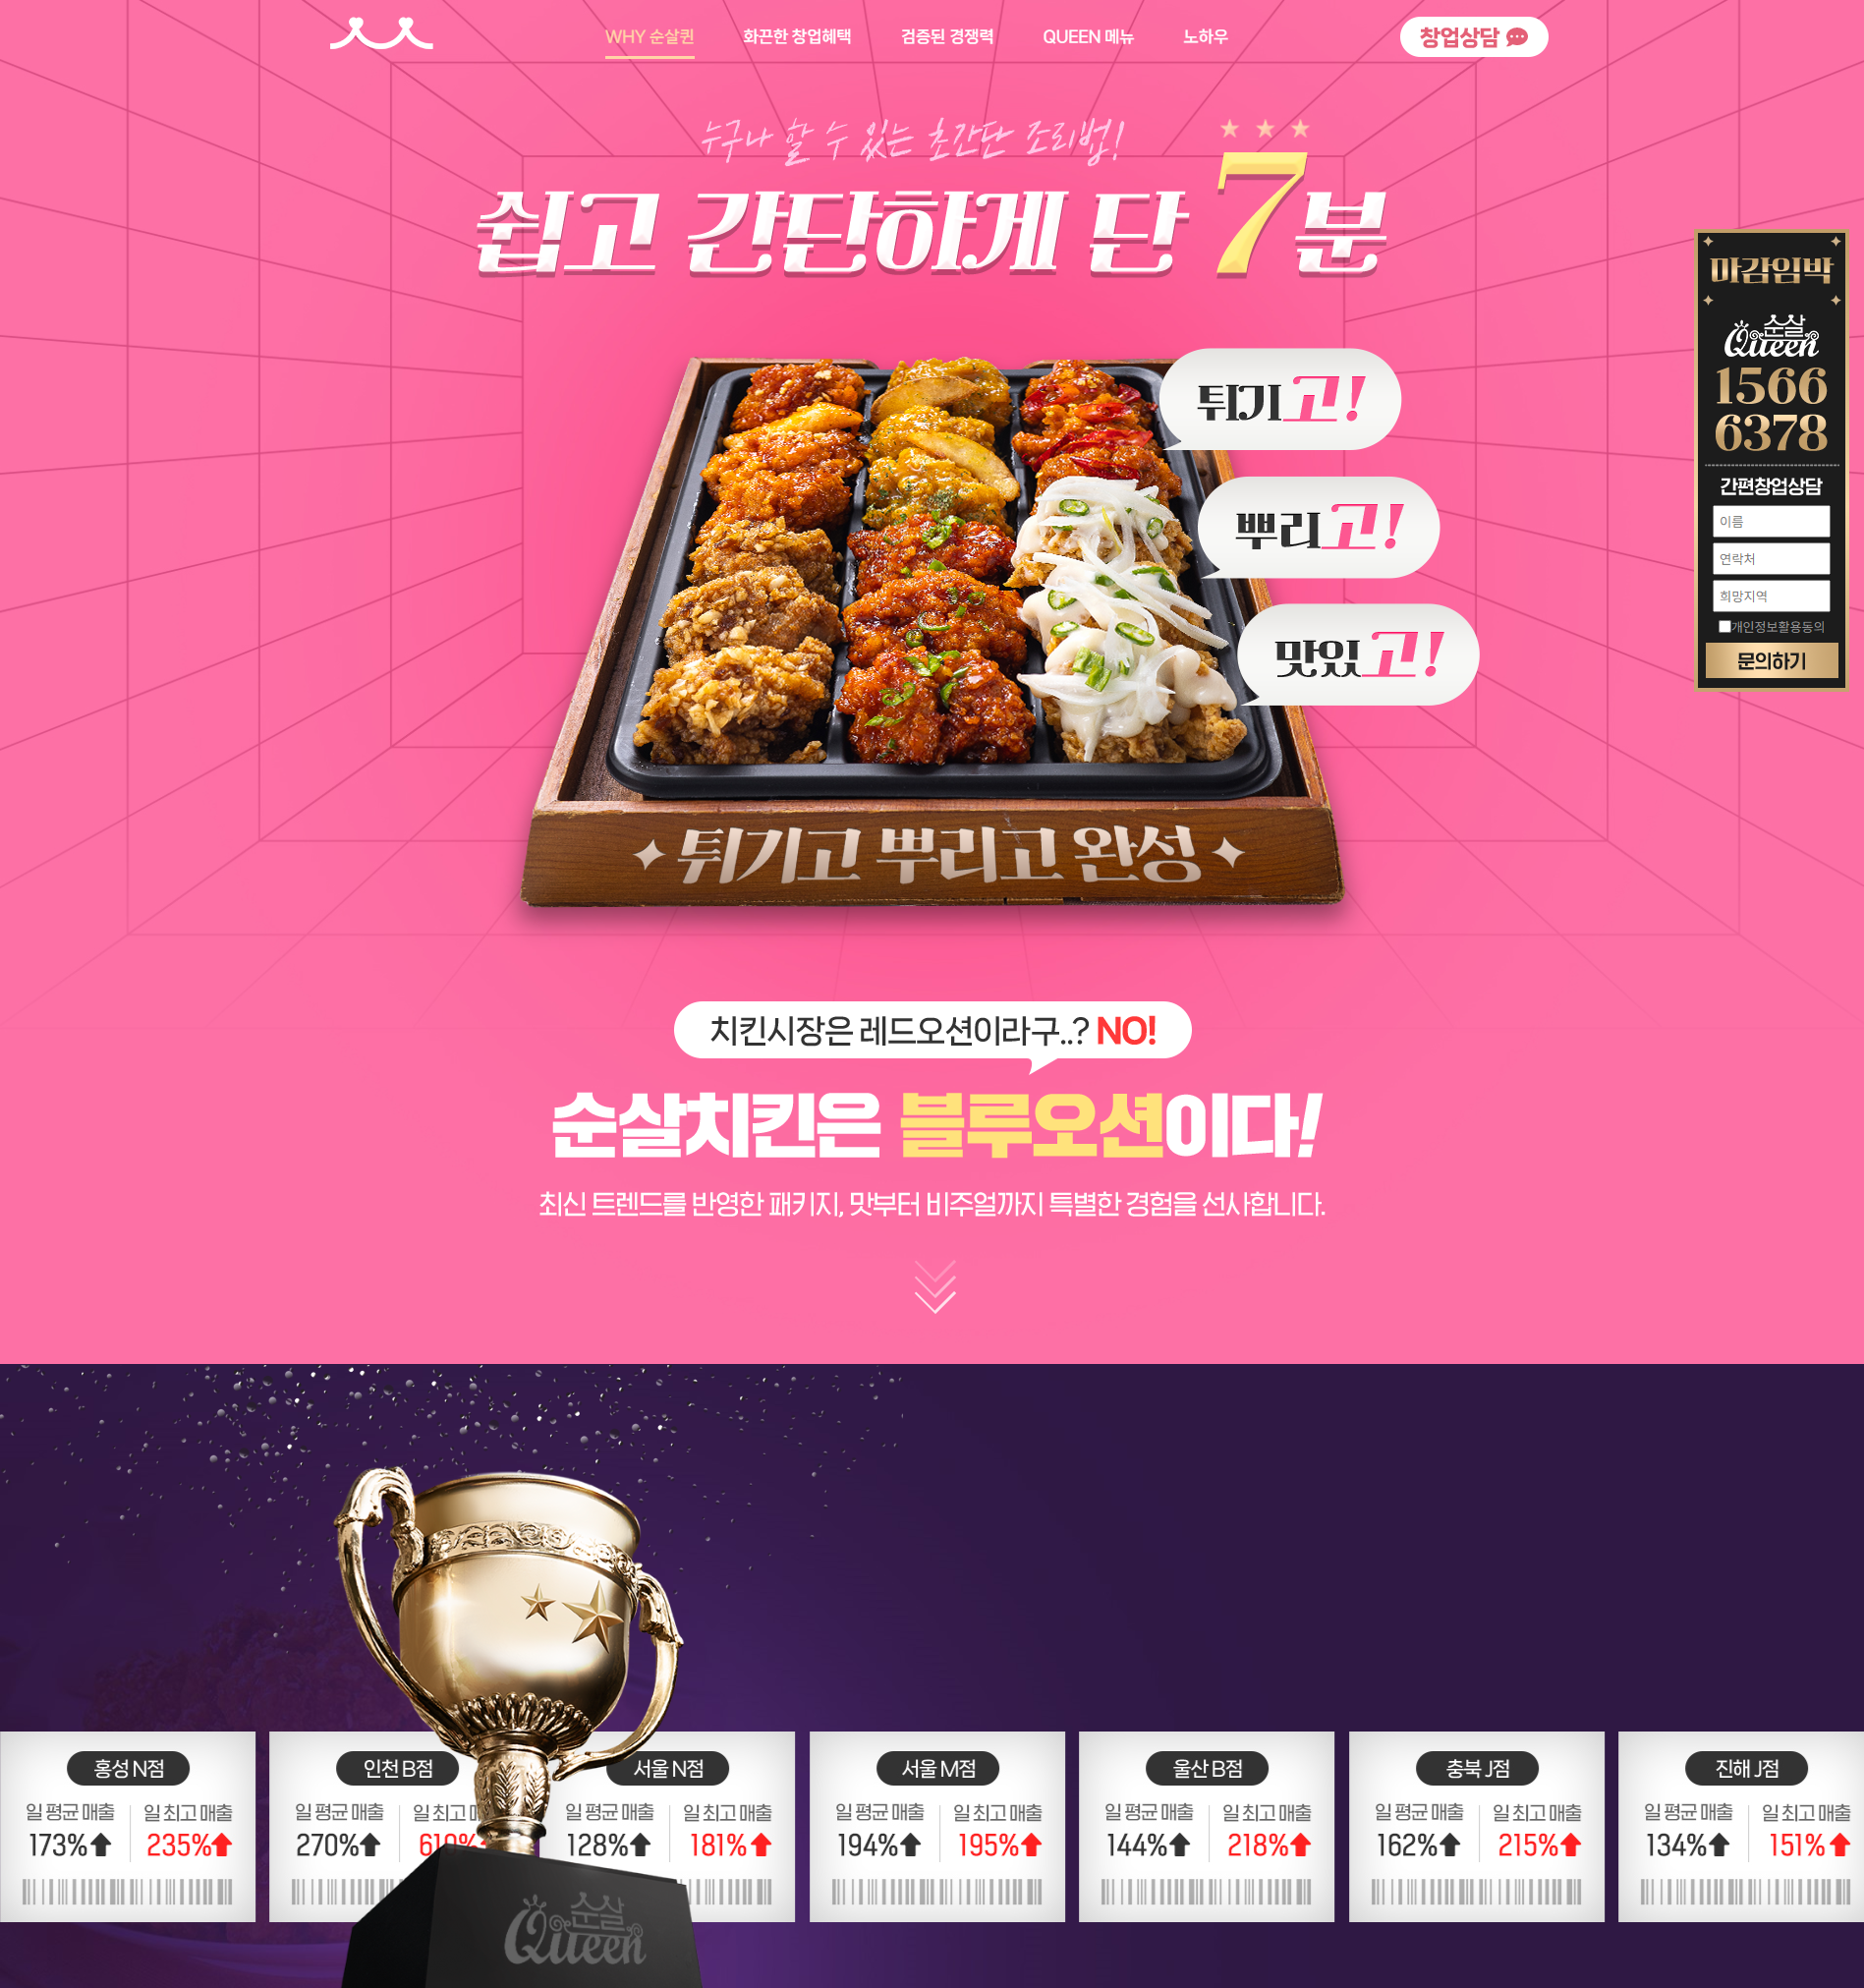 WHY 순살퀸
화끈한 창업혜택
검증된 경쟁력
QUEEN 메뉴
노하우
창업상담
누구나 할 수 있는 초간단 조리법!
쉽고 간단하게 단 7분
튀기고!
뿌리고!
맛있고!
튀기고 뿌리고 완성
마감임박
순살
Queen
1566
6378
간편창업상담
이름
연락처
희망지역
개인정보활용동의
문의하기
치킨시장은 레드오션이라구..? NO!
순살치킨은 블루오션이다!
최신 트렌드를 반영한 패키지, 맛부터 비주얼까지 특별한 경험을 선사합니다.
홍성 N점
일 평균 매출 일 최고 매출
173% 235%
인천 B점
일 평균 매출 일 최고
270%
서울 N점
일 평균 매출 일 최고 매출
128% 181%
서울 M점
일 평균 매출 일 최고 매출
194% 195%
울산 B점
일 평균 매출 일 최고 매출
144% 218%
충북 J점
일 평균 매출 일 최고 매출
162% 215%
진해 J점
일 평균 매출 일 최고 매출
134% 151%
순살
Queen